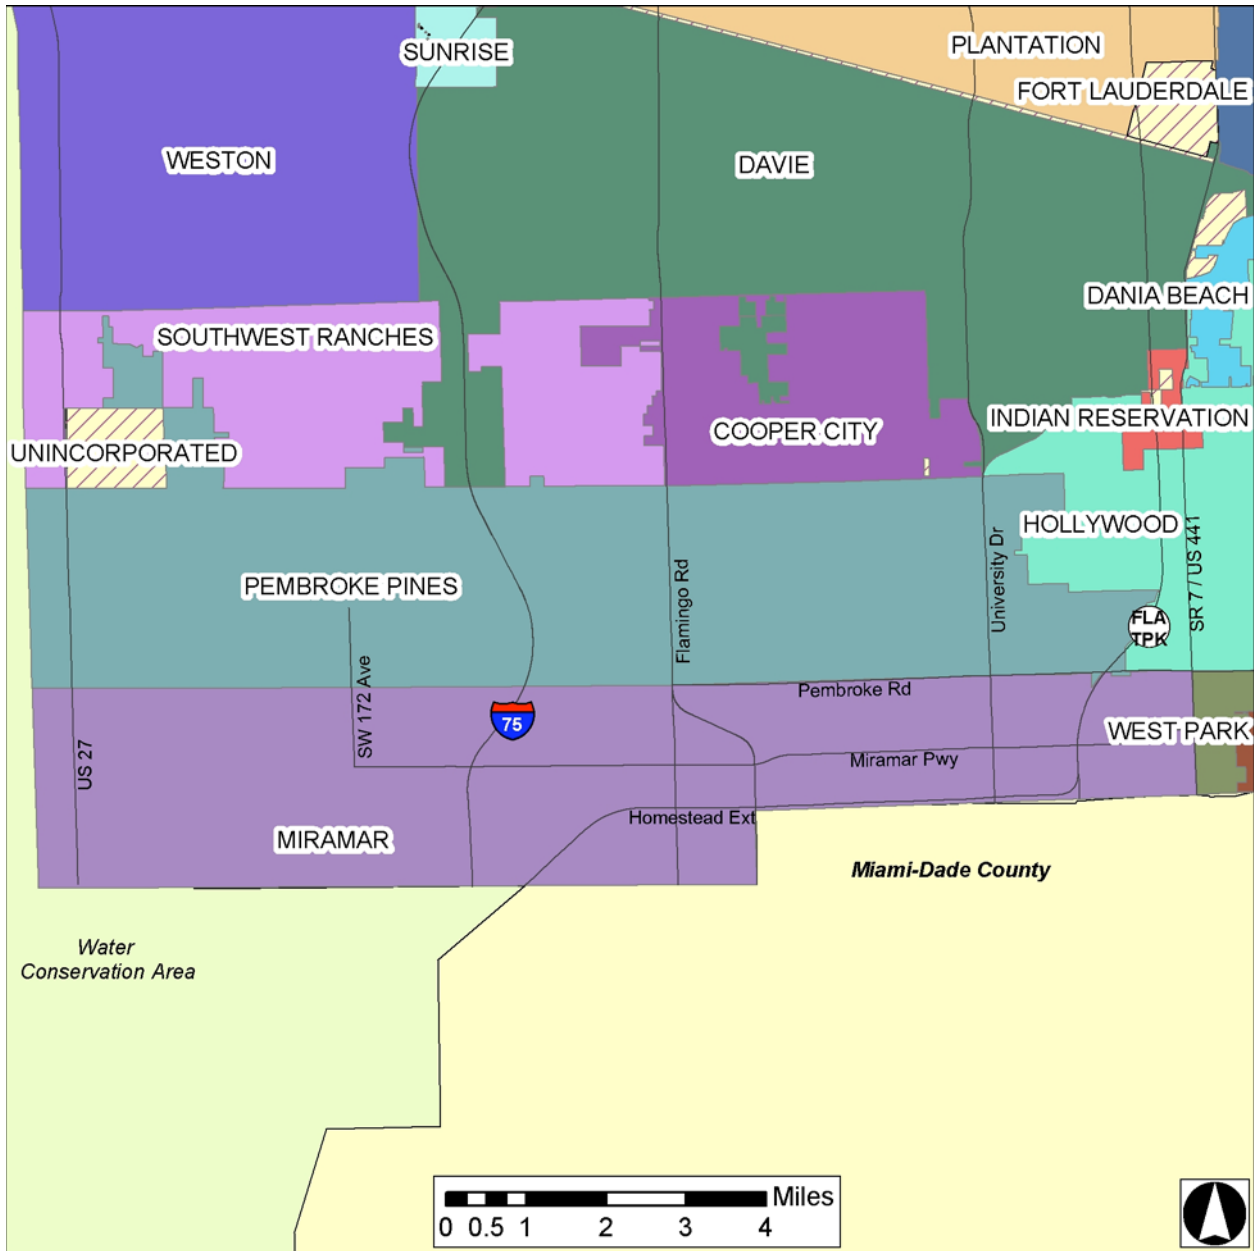 PLANTATION
SUNRISE
FORT LAUDERDALE
WESTON
DAVIE
DANIA BEACH
SOUTHWEST RANCHES
INDIAN RESERVATION
COOPER CITY
UNINCORPORATED
HOLLYWOOD
SR 7 / US 441
University Dr
PEMBROKE PINES
Flamingo Rd
FLA
TPK
Pembroke Rd
SW 172 Ave
75
WEST PARK
US 27
Miramar Pwy
Homestead Ext
MIRAMAR
Miami-Dade County
Water
Conservation Area
Miles
0 0.5 1 2 3 4